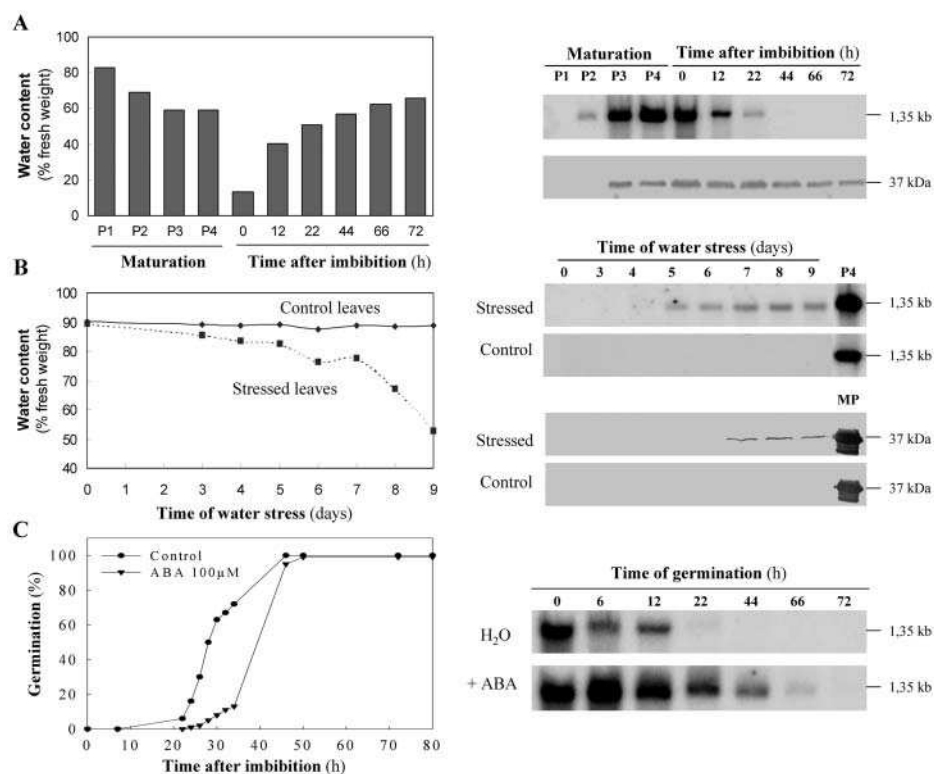 A
Water content
(% fresh weight)
100
80
60
40
20
0
P1 P2 P3 P4 0 12 22 44 66 72
Maturation Time after imbibition (h)
Maturation Time after imbibition (h)
P1 P2 P3 P4 0 12 22 44 66 72
1,35 kb
37 kDa
B
Water content
(% fresh weight)
100
90
80
70
60
50
40
Control leaves
Stressed leaves
0 1 2 3 4 5 6 7 8 9
Time of water stress (days)
Time of water stress (days)
0 3 4 5 6 7 8 9 P4
Stressed 1,35 kb
Control 1,35 kb
MP
Stressed 37 kDa
Control 37 kDa
C
Germination (%)
100
80
60
40
20
0
Control
ABA 100µM
0 10 20 30 40 50 60 70 80
Time after imbibition (h)
Time of germination (h)
0 6 12 22 44 66 72
H₂O 1,35 kb
+ ABA 1,35 kb